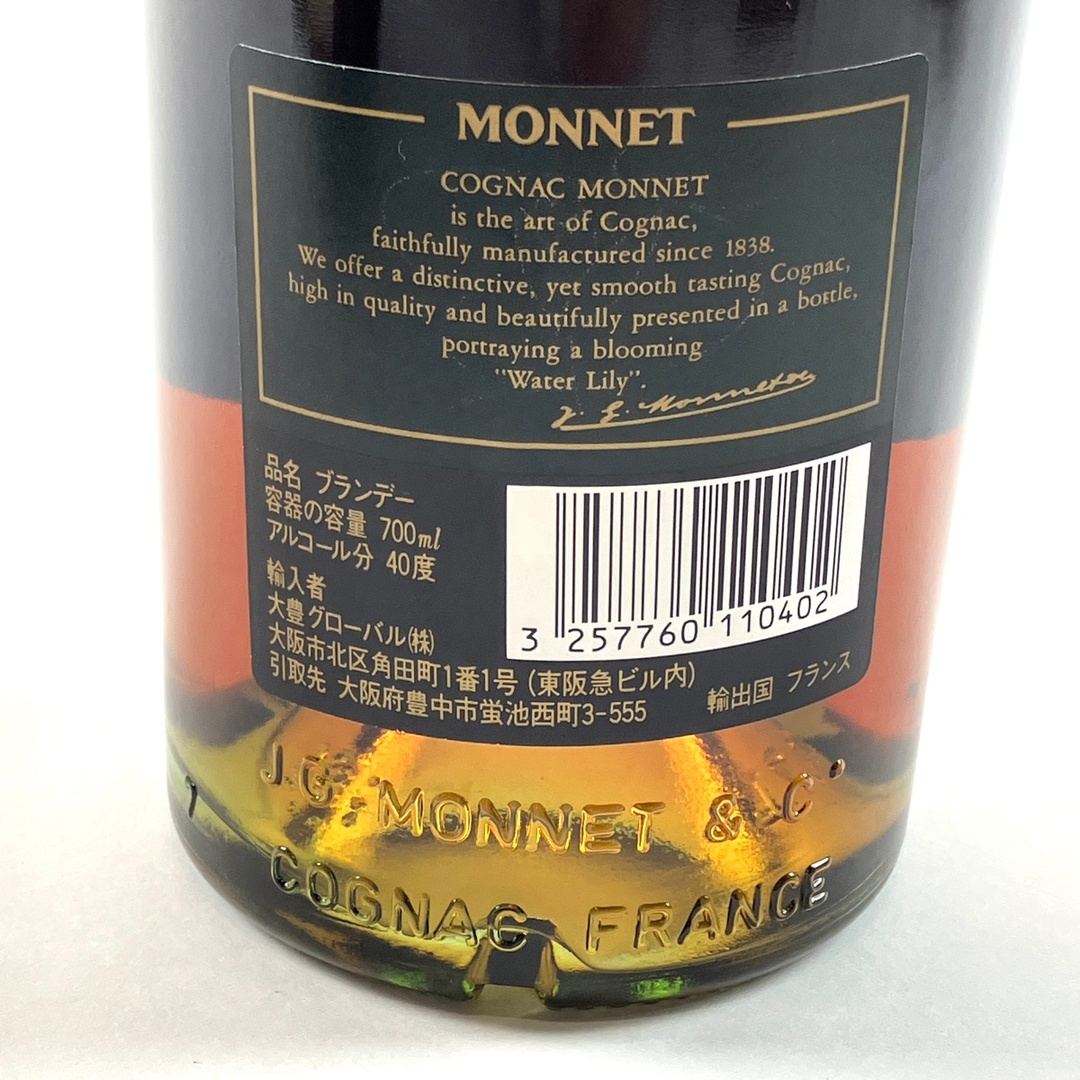 MONNET
COGNAC MONNET
is the art of Cognac,
faithfully manufactured since 1838.
We offer a distinctive, yet smooth tasting Cognac,
high in quality and beautifully presented in a bottle,
portraying a blooming
"Water Lily".
J. G. Monnet & Co
品名 ブランデー
容器の容量 700ml
アルコール分 40度
輸入者
大豊グローバル(株)
大阪市北区角田町1番1号 (東阪急ビル内)
引取先 大阪府豊中市蛍池西町3-555
3 257760 110402
輸出国 フランス
J.G. MONNET & Co
COGNAC FRANCE